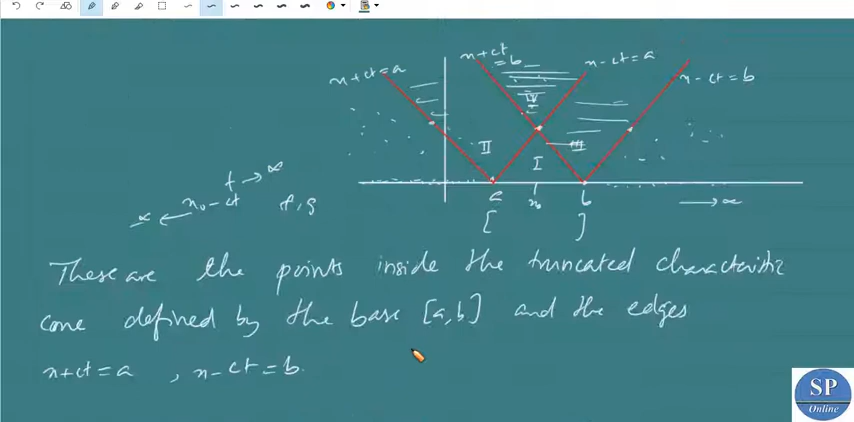 x+ct=a
x+ct
=b
x-ct=a
x-ct=b
IV
II
III
I
t → ∞
∝ ← x₀-ct
f, g
a
x₀
b
→ ∝
[ ]
These are the points inside the truncated characteristic
cone defined by the base [a,b] and the edges
x+ct=a , x-ct=b.
SP
Online